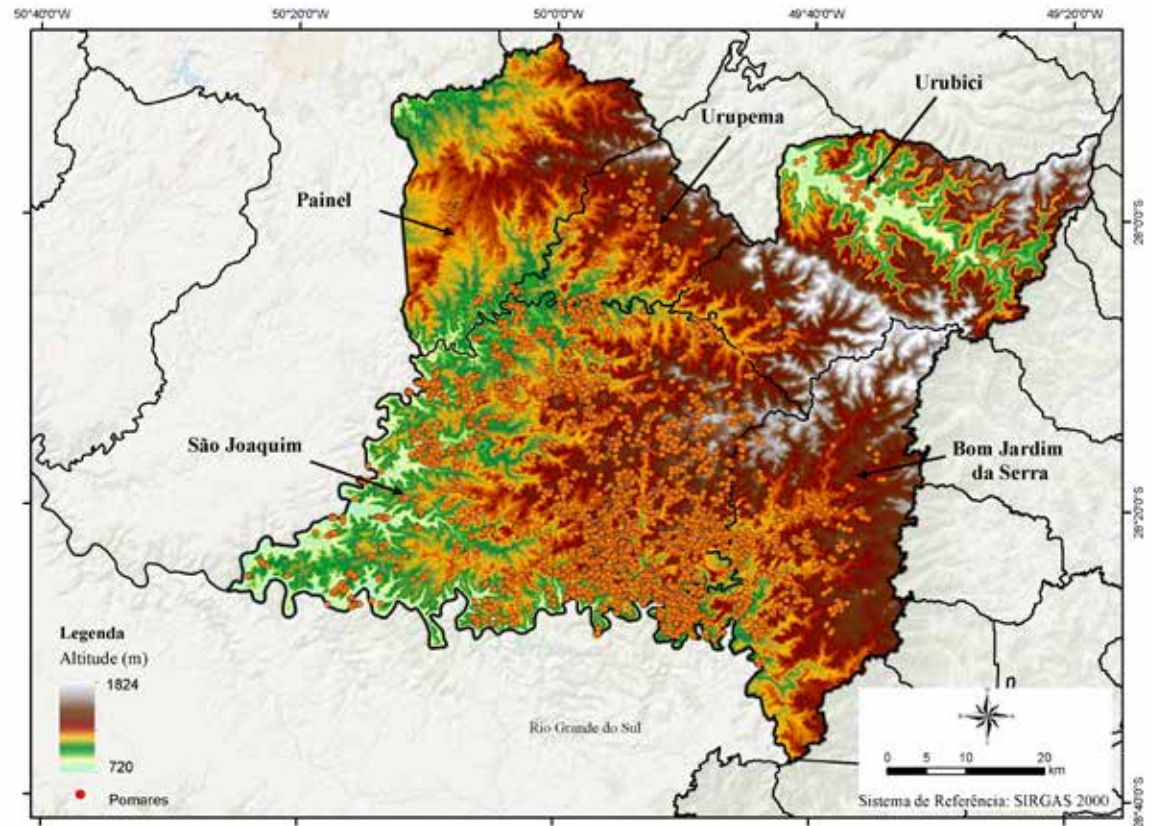 50°40'0"W
50°20'0"W
50°0'0"W
49°40'0"W
49°20'0"W
Urubici
Urupema
Painel
28°0'0"S
São Joaquim
Bom Jardim
da Serra
28°20'0"S
Legenda
Altitude (m)
1824
720
Pomares
Rio Grande do Sul
0 5 10 20
km
Sistema de Referência: SIRGAS 2000
28°40'0"S